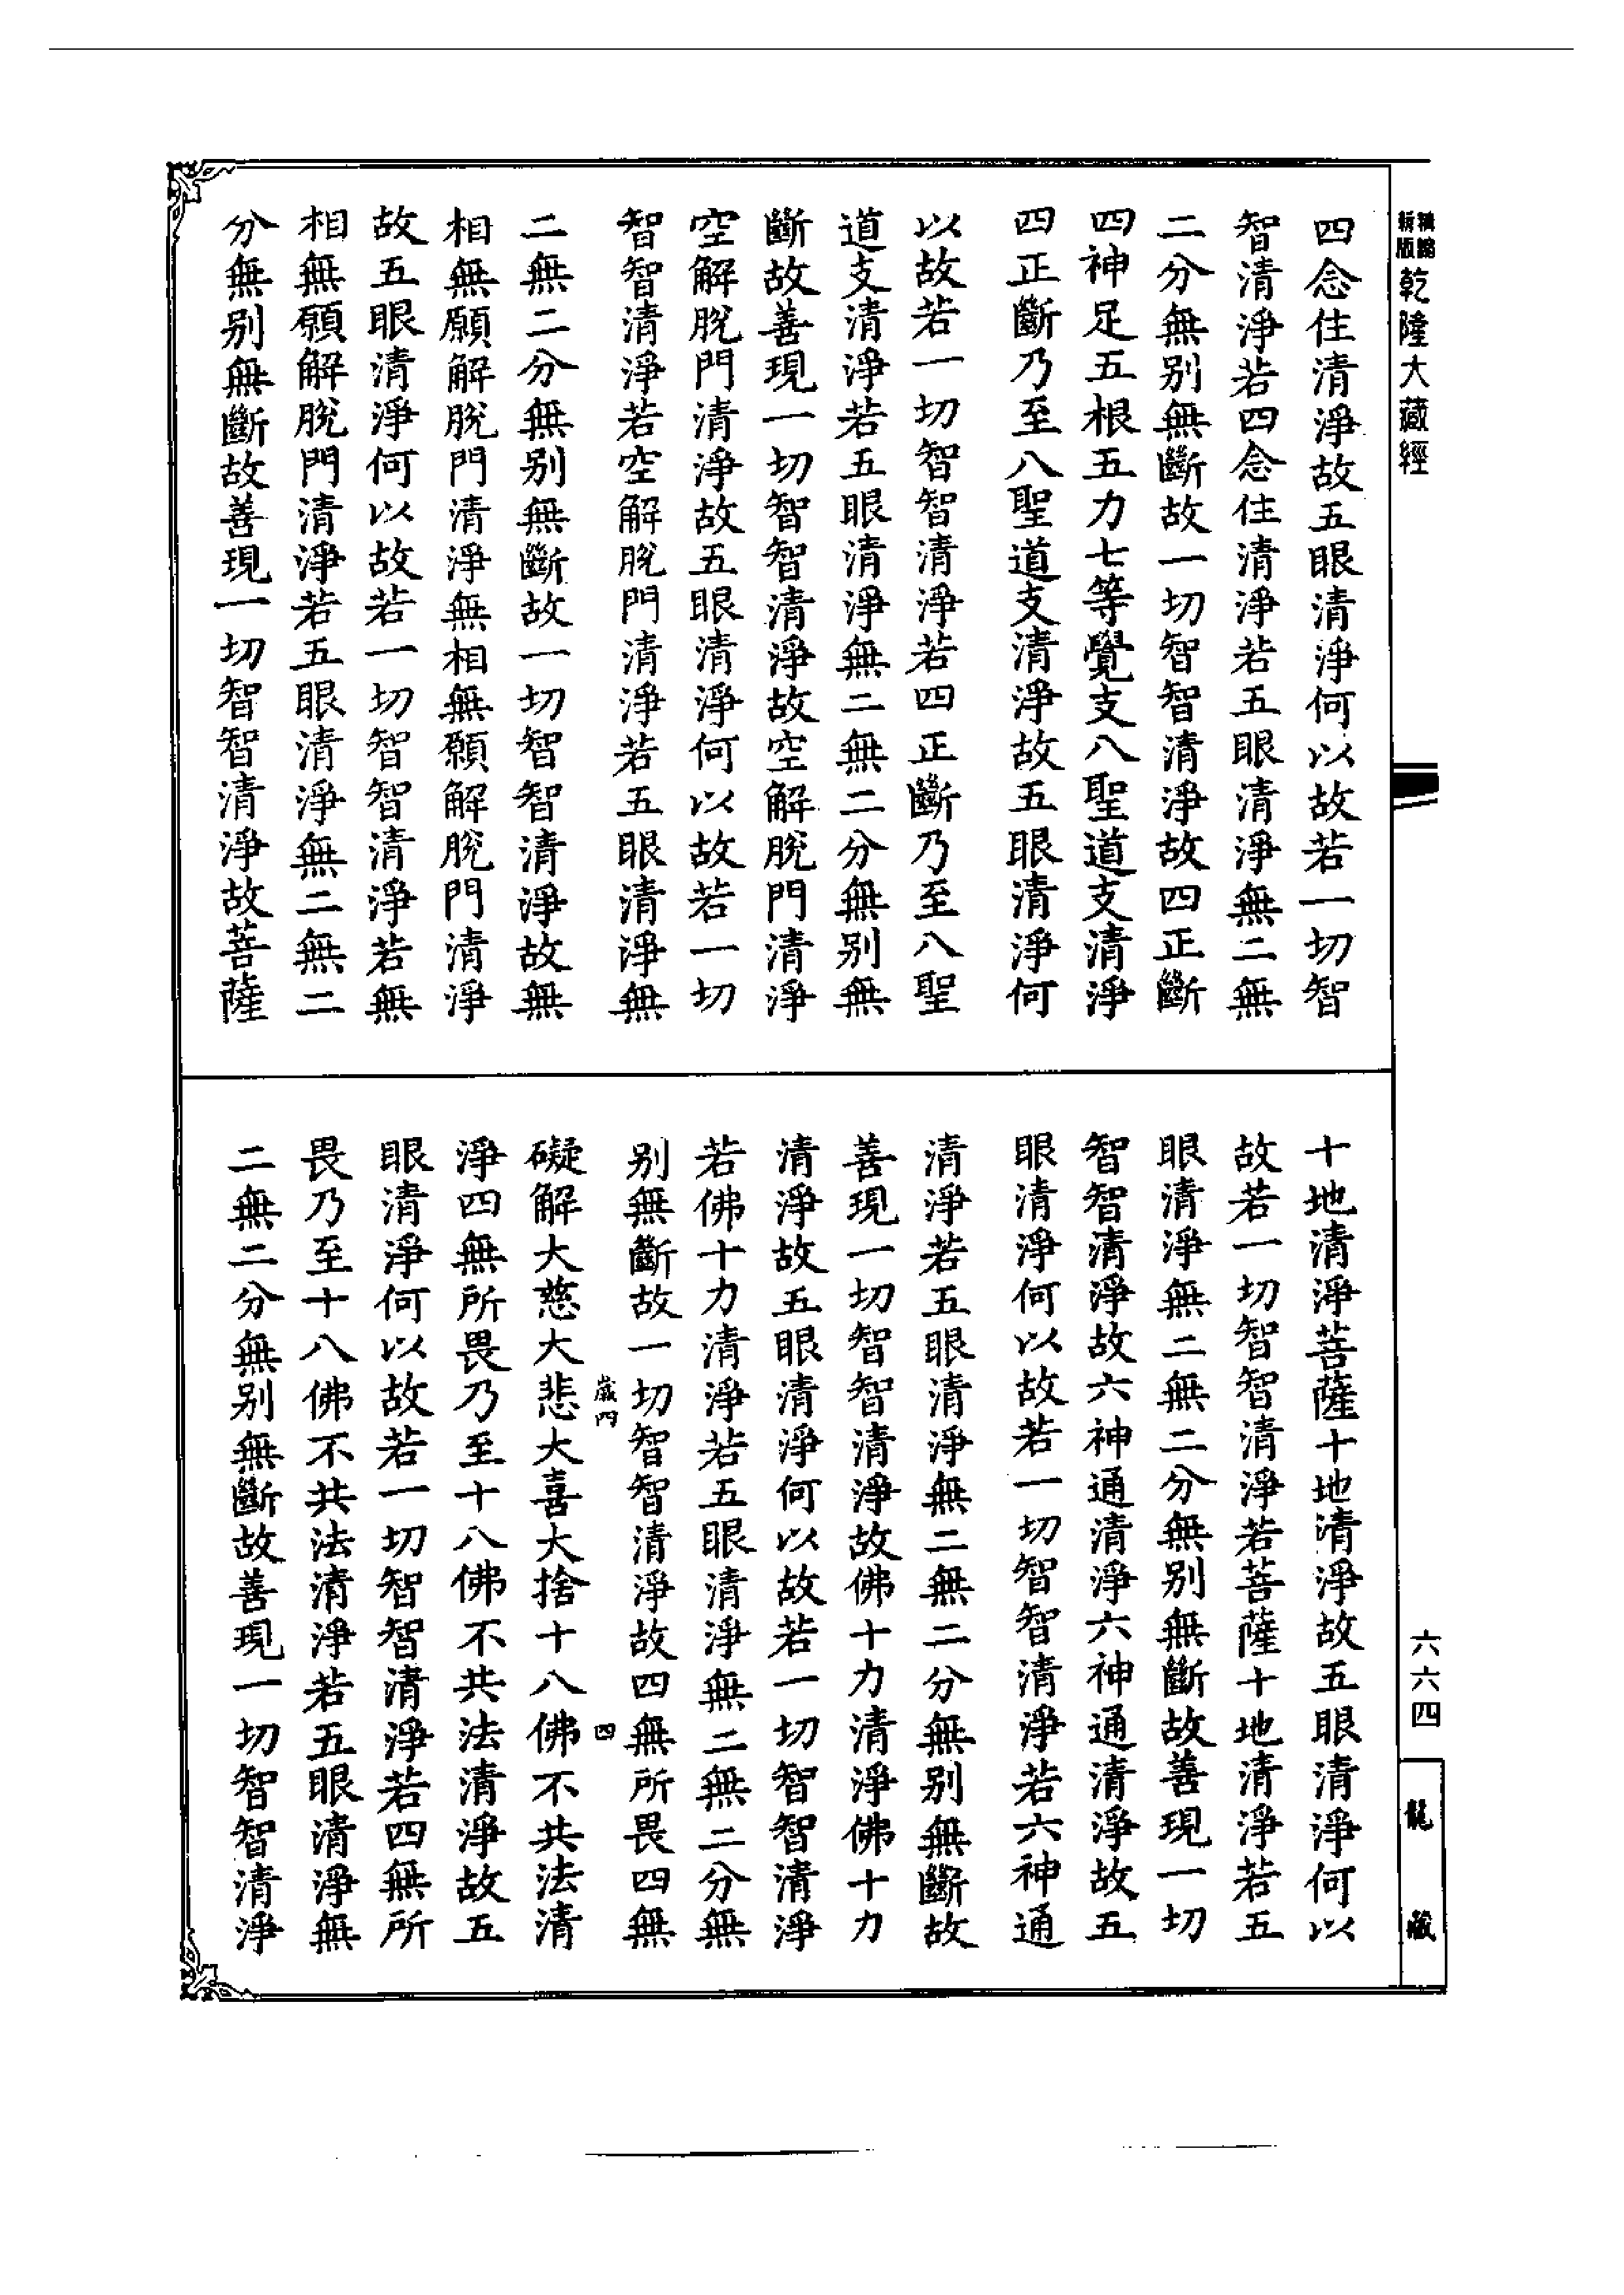 精縮新版乾隆大藏經
四念住清淨故五眼清淨何以故若一切智
智清淨若四念住清淨若五眼清淨無二無
二分無別無斷故一切智智清淨故四正斷
四神足五根五力七等覺支八聖道支清淨
四正斷乃至八聖道支清淨故五眼清淨何
以故若一切智智清淨若四正斷乃至八聖
道支清淨若五眼清淨無二無二分無別無
斷故善現一切智智清淨故空解脫門清淨
空解脫門清淨故五眼清淨何以故若一切
智智清淨若空解脫門清淨若五眼清淨無
二無二分無別無斷故一切智智清淨故無
相無願解脫門清淨無相無願解脫門清淨
故五眼清淨何以故若一切智智清淨若無
相無願解脫門清淨若五眼清淨無二無二
分無別無斷故善現一切智智清淨故菩薩
十地清淨菩薩十地清淨故五眼清淨何以
故若一切智智清淨若菩薩十地清淨若五
眼清淨無二無二分無別無斷故善現一切
智智清淨故六神通清淨六神通清淨故五
眼清淨何以故若一切智智清淨若六神通
清淨若五眼清淨無二無二分無別無斷故
善現一切智智清淨故佛十力清淨佛十力
清淨故五眼清淨何以故若一切智智清淨
若佛十力清淨若五眼清淨無二無二分無
別無斷故一切智智清淨故四無所畏四無
歲四 四
礙解大慈大悲大喜大捨十八佛不共法清
淨四無所畏乃至十八佛不共法清淨故五
眼清淨何以故若一切智智清淨若四無所
畏乃至十八佛不共法清淨若五眼清淨無
二無二分無別無斷故善現一切智智清淨
六六四
龍藏